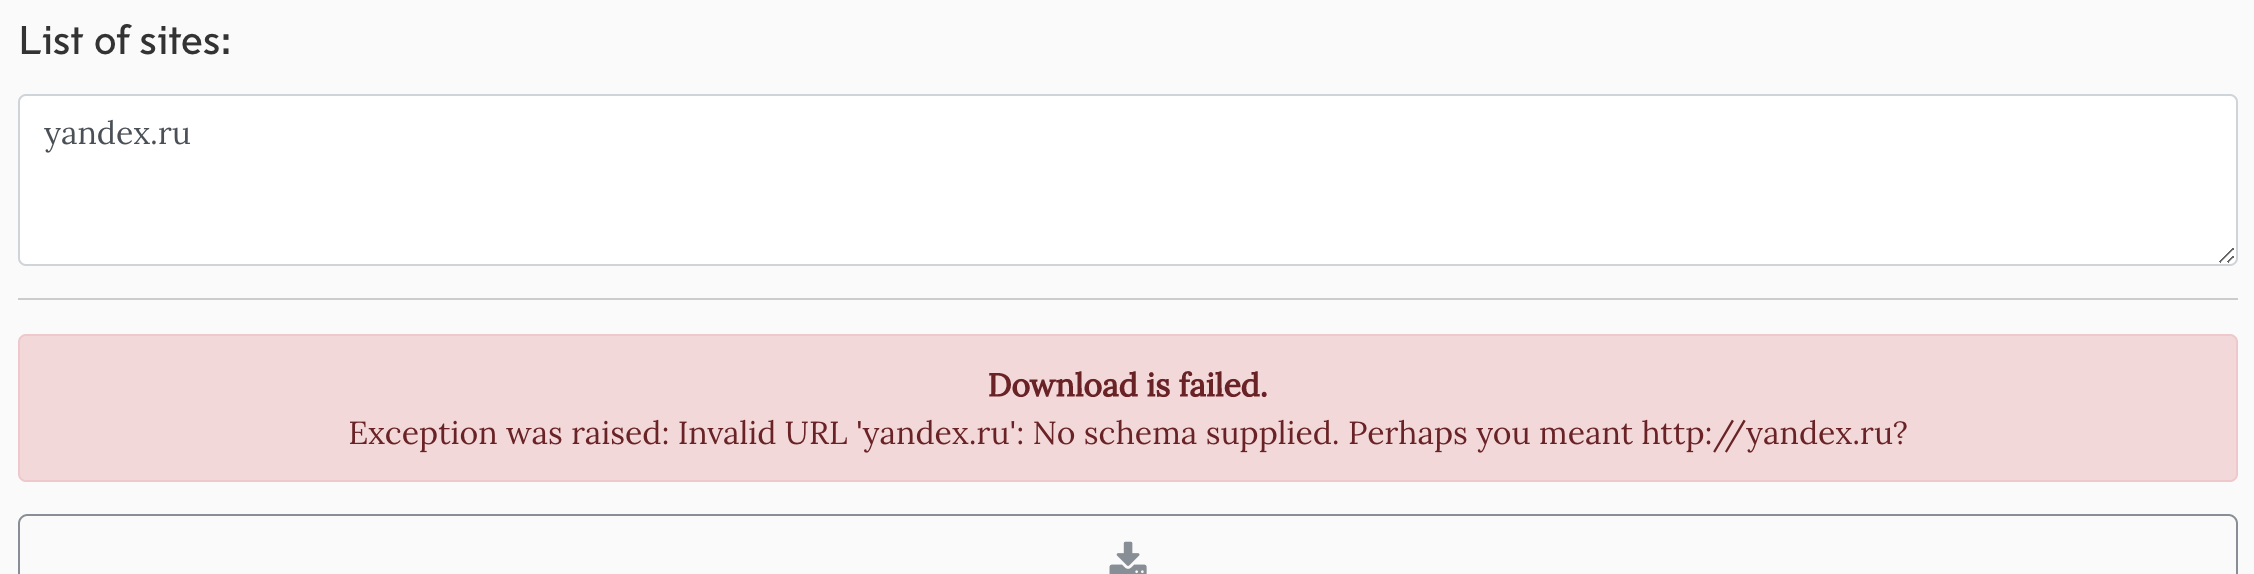 List of sites:
yandex.ru
Download is failed.
Exception was raised: Invalid URL 'yandex.ru': No schema supplied. Perhaps you meant http://yandex.ru?